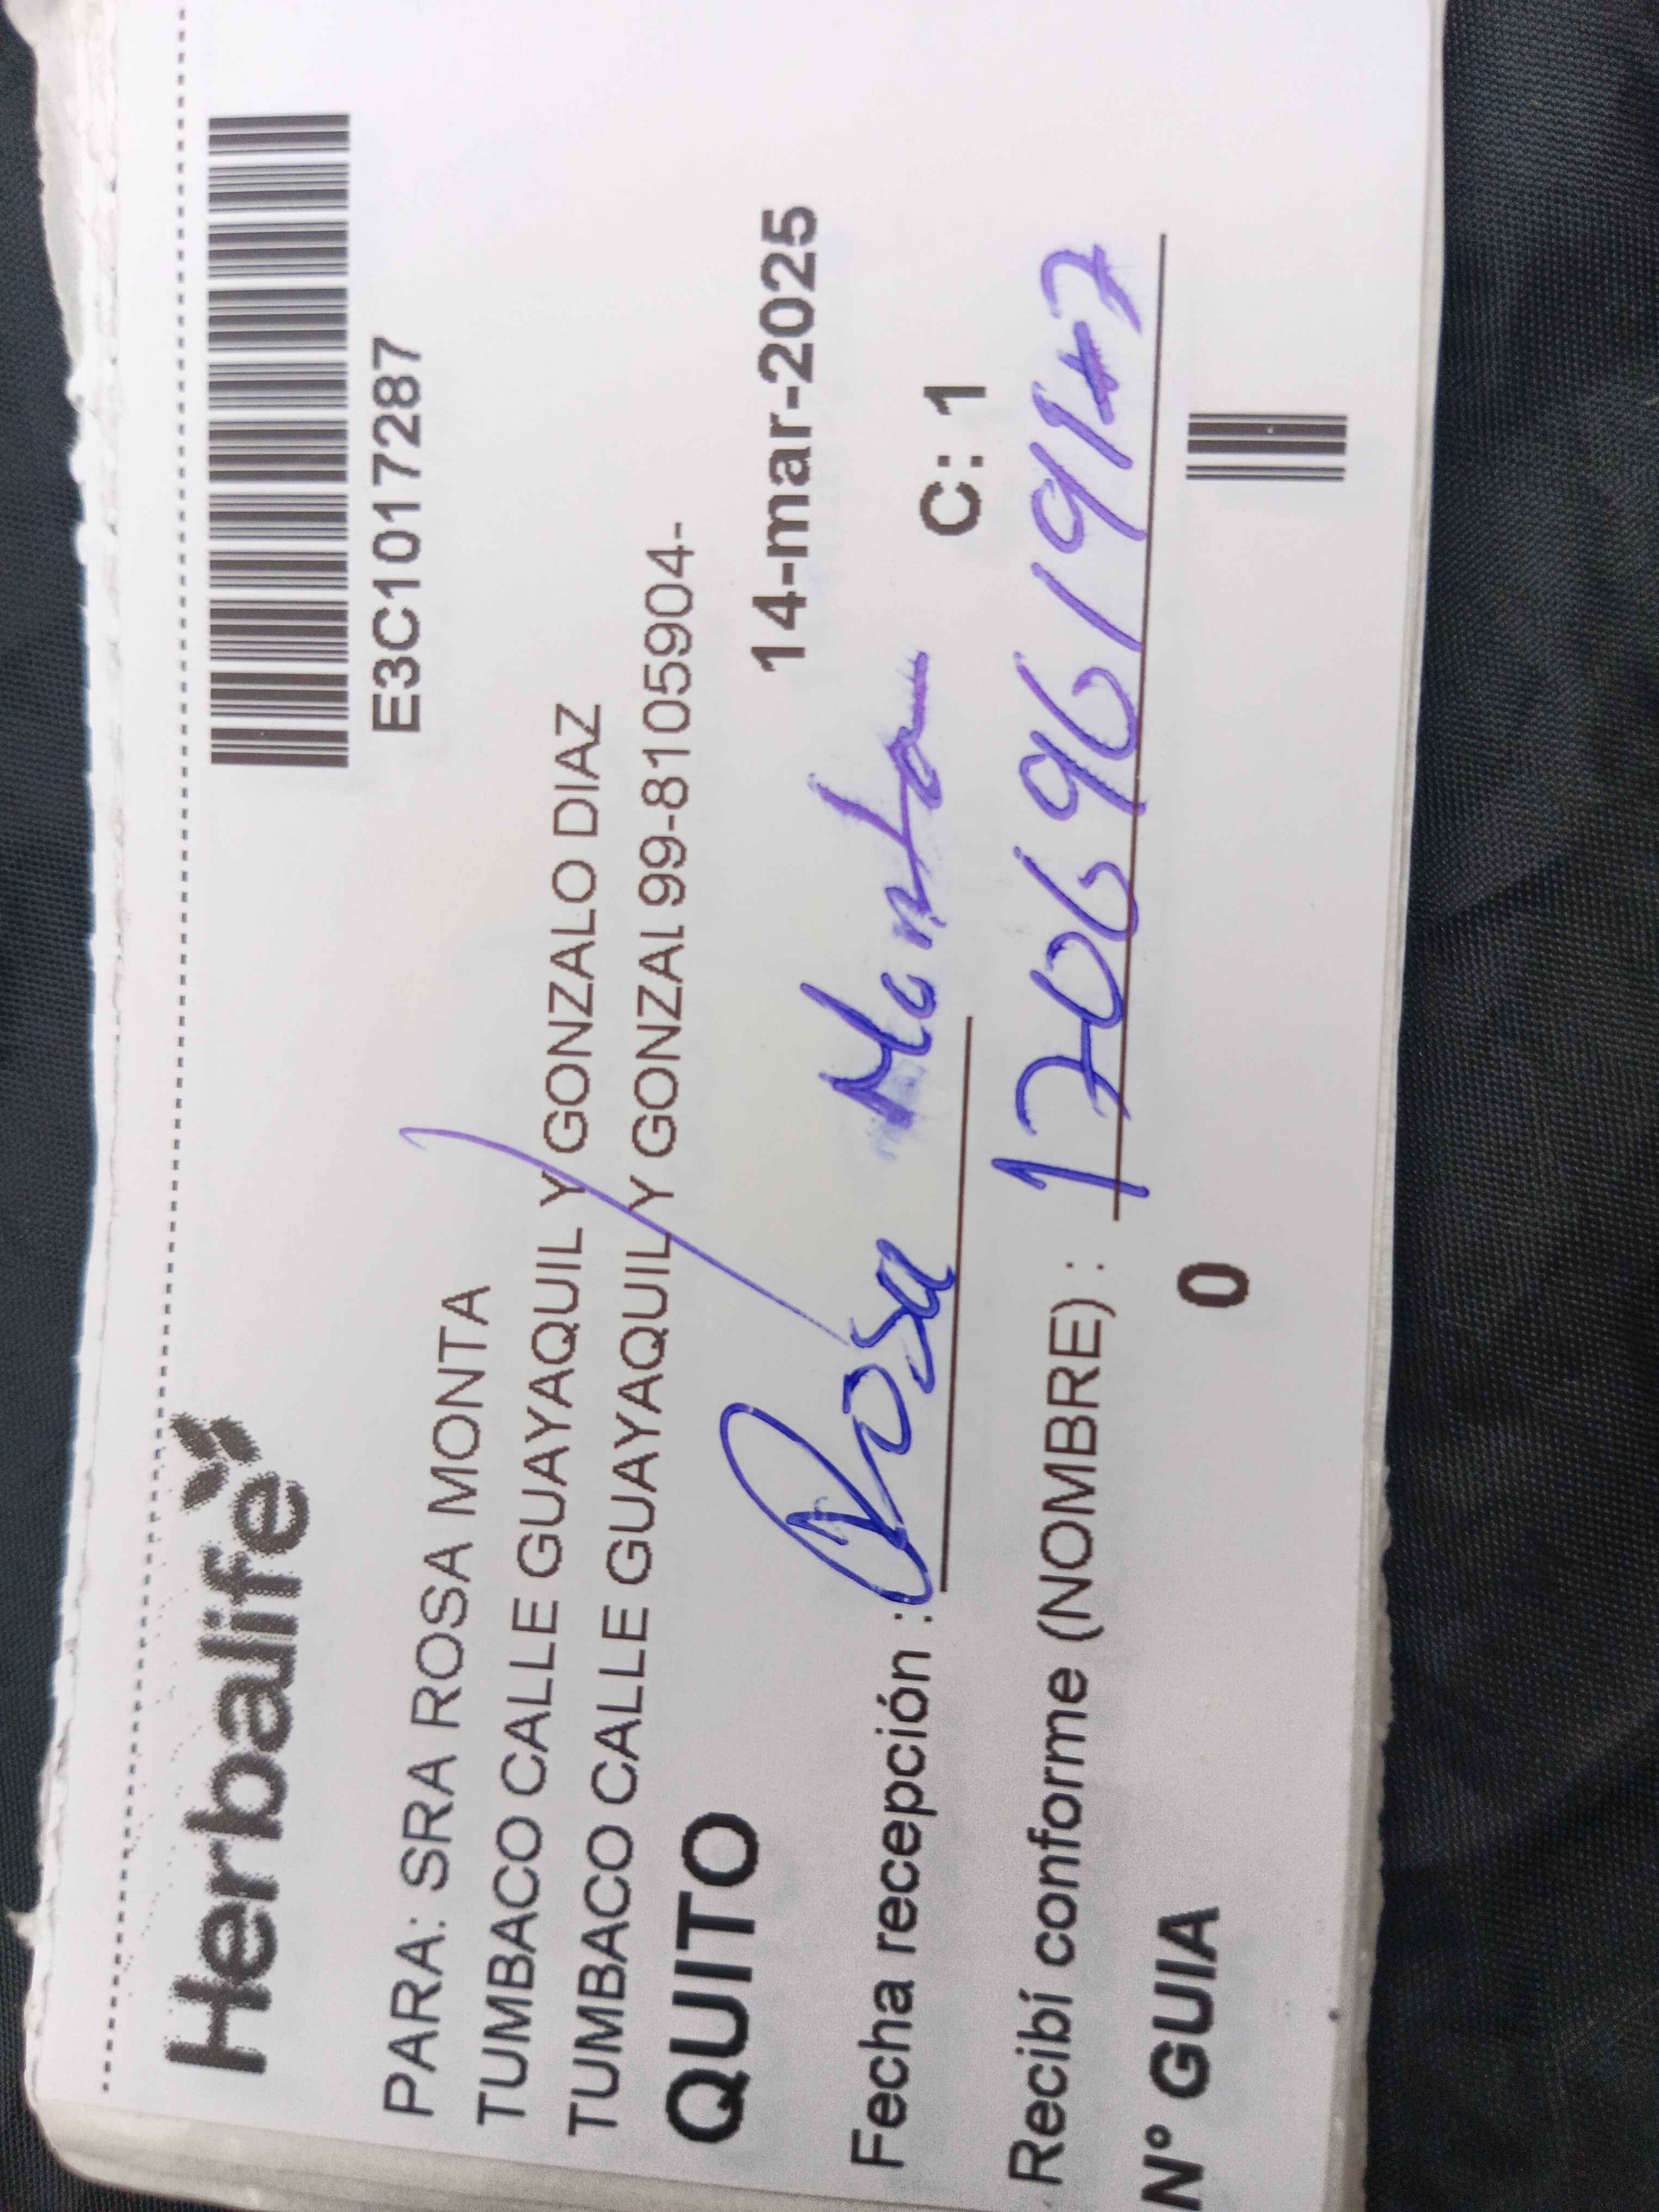 Herbalife
E3C1017287
PARA: SRA ROSA MONTA
TUMBACO CALLE GUAYAQUIL Y GONZALO DIAZ
TUMBACO CALLE GUAYAQUIL Y GONZAL 99-8105904-
QUITO
14-mar-2025
Fecha recepción : Rosa Monta
C: 1
Recibí conforme (NOMBRE) :
N° GUIA 0